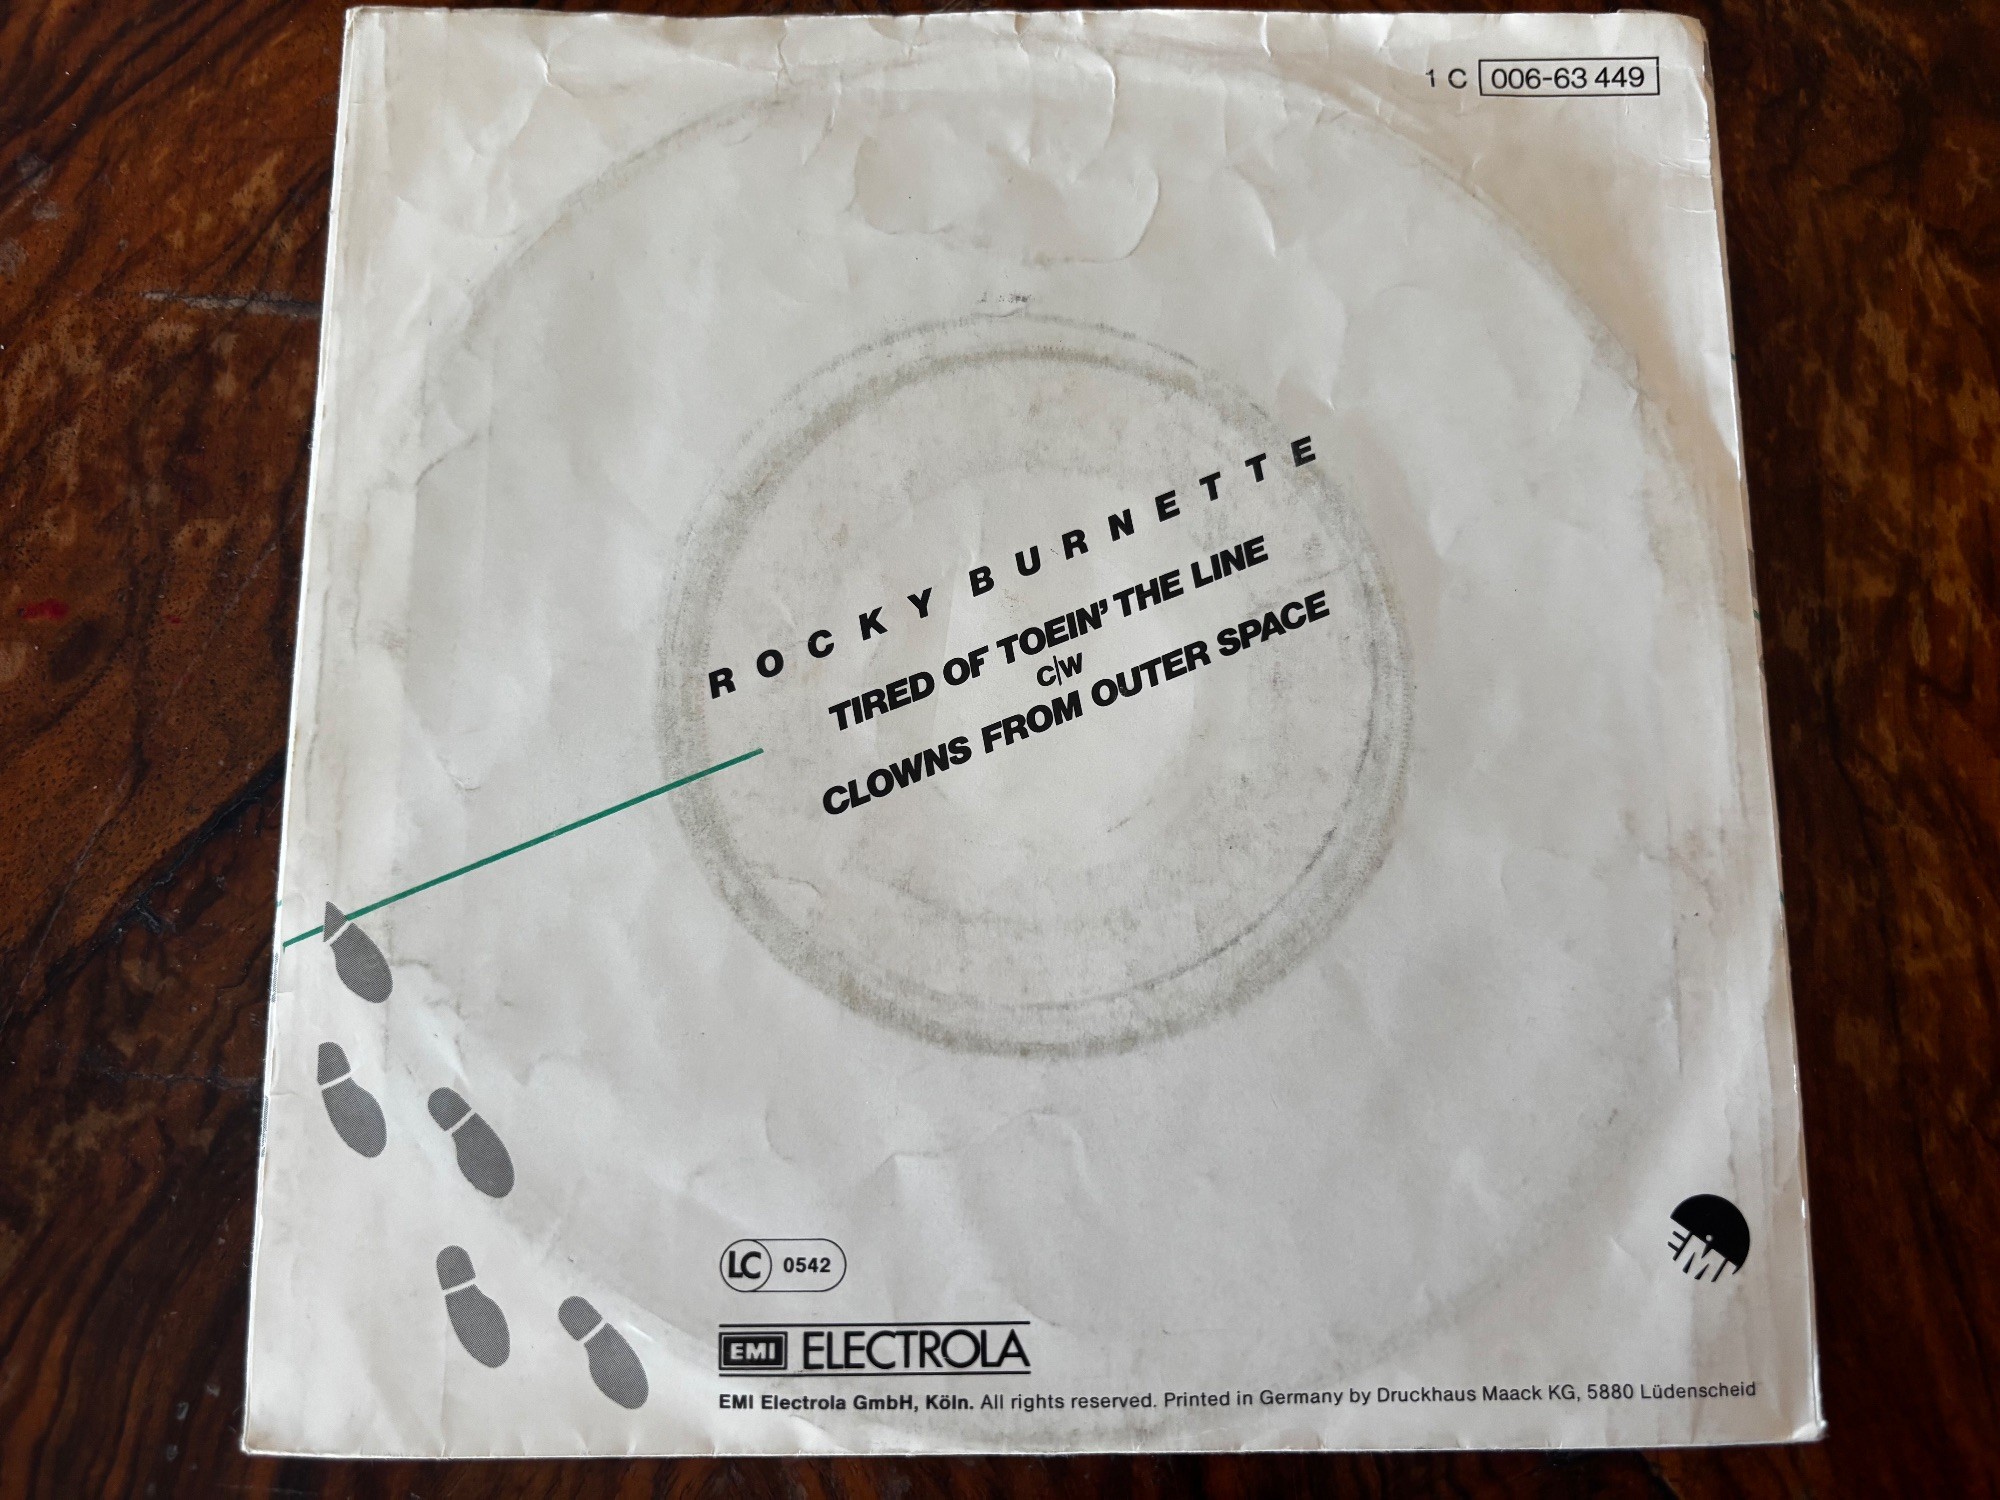 1 C 006-63 449
ROCKY BURNETTE
TIRED OF TOEIN' THE LINE
c/w
CLOWNS FROM OUTER SPACE
LC 0542
EMI
EMI ELECTROLA
EMI Electrola GmbH, Köln. All rights reserved. Printed in Germany by Druckhaus Maack KG, 5880 Lüdenscheid